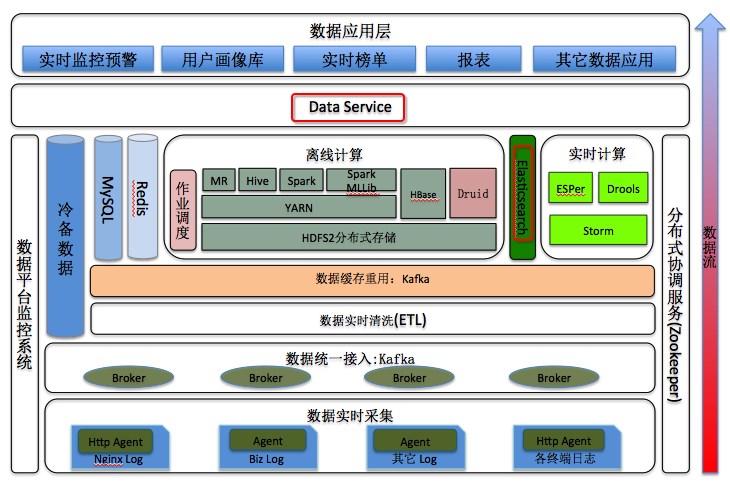 数据应用层
实时监控预警
用户画像库
实时榜单
报表
其它数据应用
Data Service
数据平台监控系统
冷备数据
MySQL
Redis
离线计算
作业调度
MR
Hive
Spark
Spark
MLLib
YARN
HBase
Druid
HDFS2分布式存储
Elasticsearch
实时计算
ESPer
Drools
Storm
分布式协调服务(Zookeeper)
数据流
数据缓存重用：Kafka
数据实时清洗(ETL)
数据统一接入:Kafka
Broker
Broker
Broker
Broker
数据实时采集
Http Agent
Nginx Log
Agent
Biz Log
Agent
其它 Log
Http Agent
各终端日志